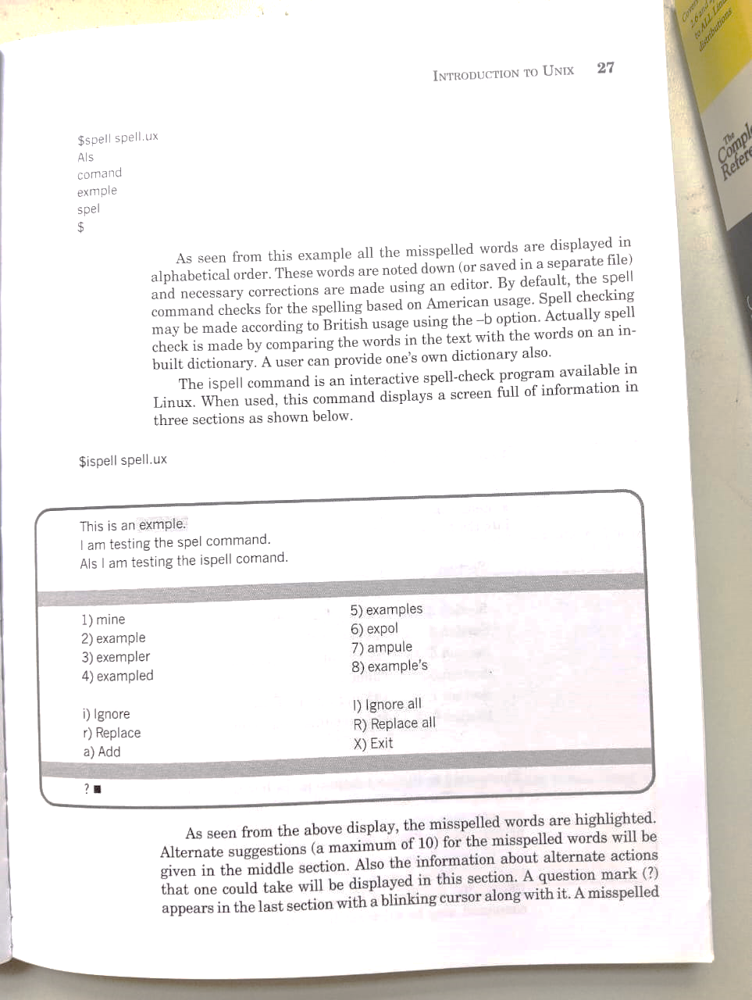 INTRODUCTION TO UNIX 27
$spell spell.ux
Als
comand
exmple
spel
$
As seen from this example all the misspelled words are displayed in
alphabetical order. These words are noted down (or saved in a separate file)
and necessary corrections are made using an editor. By default, the spell
command checks for the spelling based on American usage. Spell checking
may be made according to British usage using the –b option. Actually spell
check is made by comparing the words in the text with the words on an in-
built dictionary. A user can provide one's own dictionary also.
The ispell command is an interactive spell-check program available in
Linux. When used, this command displays a screen full of information in
three sections as shown below.
$ispell spell.ux
This is an exmple.
I am testing the spel command.
Als I am testing the ispell comand.
1) mine
2) example
3) exempler
4) exampled
5) examples
6) expol
7) ampule
8) example's
i) Ignore
r) Replace
a) Add
I) Ignore all
R) Replace all
X) Exit
? ■
As seen from the above display, the misspelled words are highlighted.
Alternate suggestions (a maximum of 10) for the misspelled words will be
given in the middle section. Also the information about alternate actions
that one could take will be displayed in this section. A question mark (?)
appears in the last section with a blinking cursor along with it. A misspelled
2.6 and
to ALL Linu
distributions
The
Comple
Refere